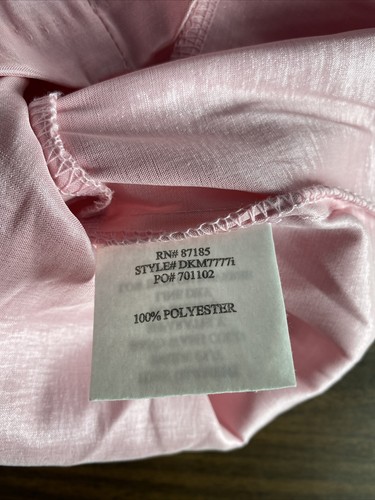 RN# 87185
STYLE# DKM7777i
PO# 701102
100% POLYESTER